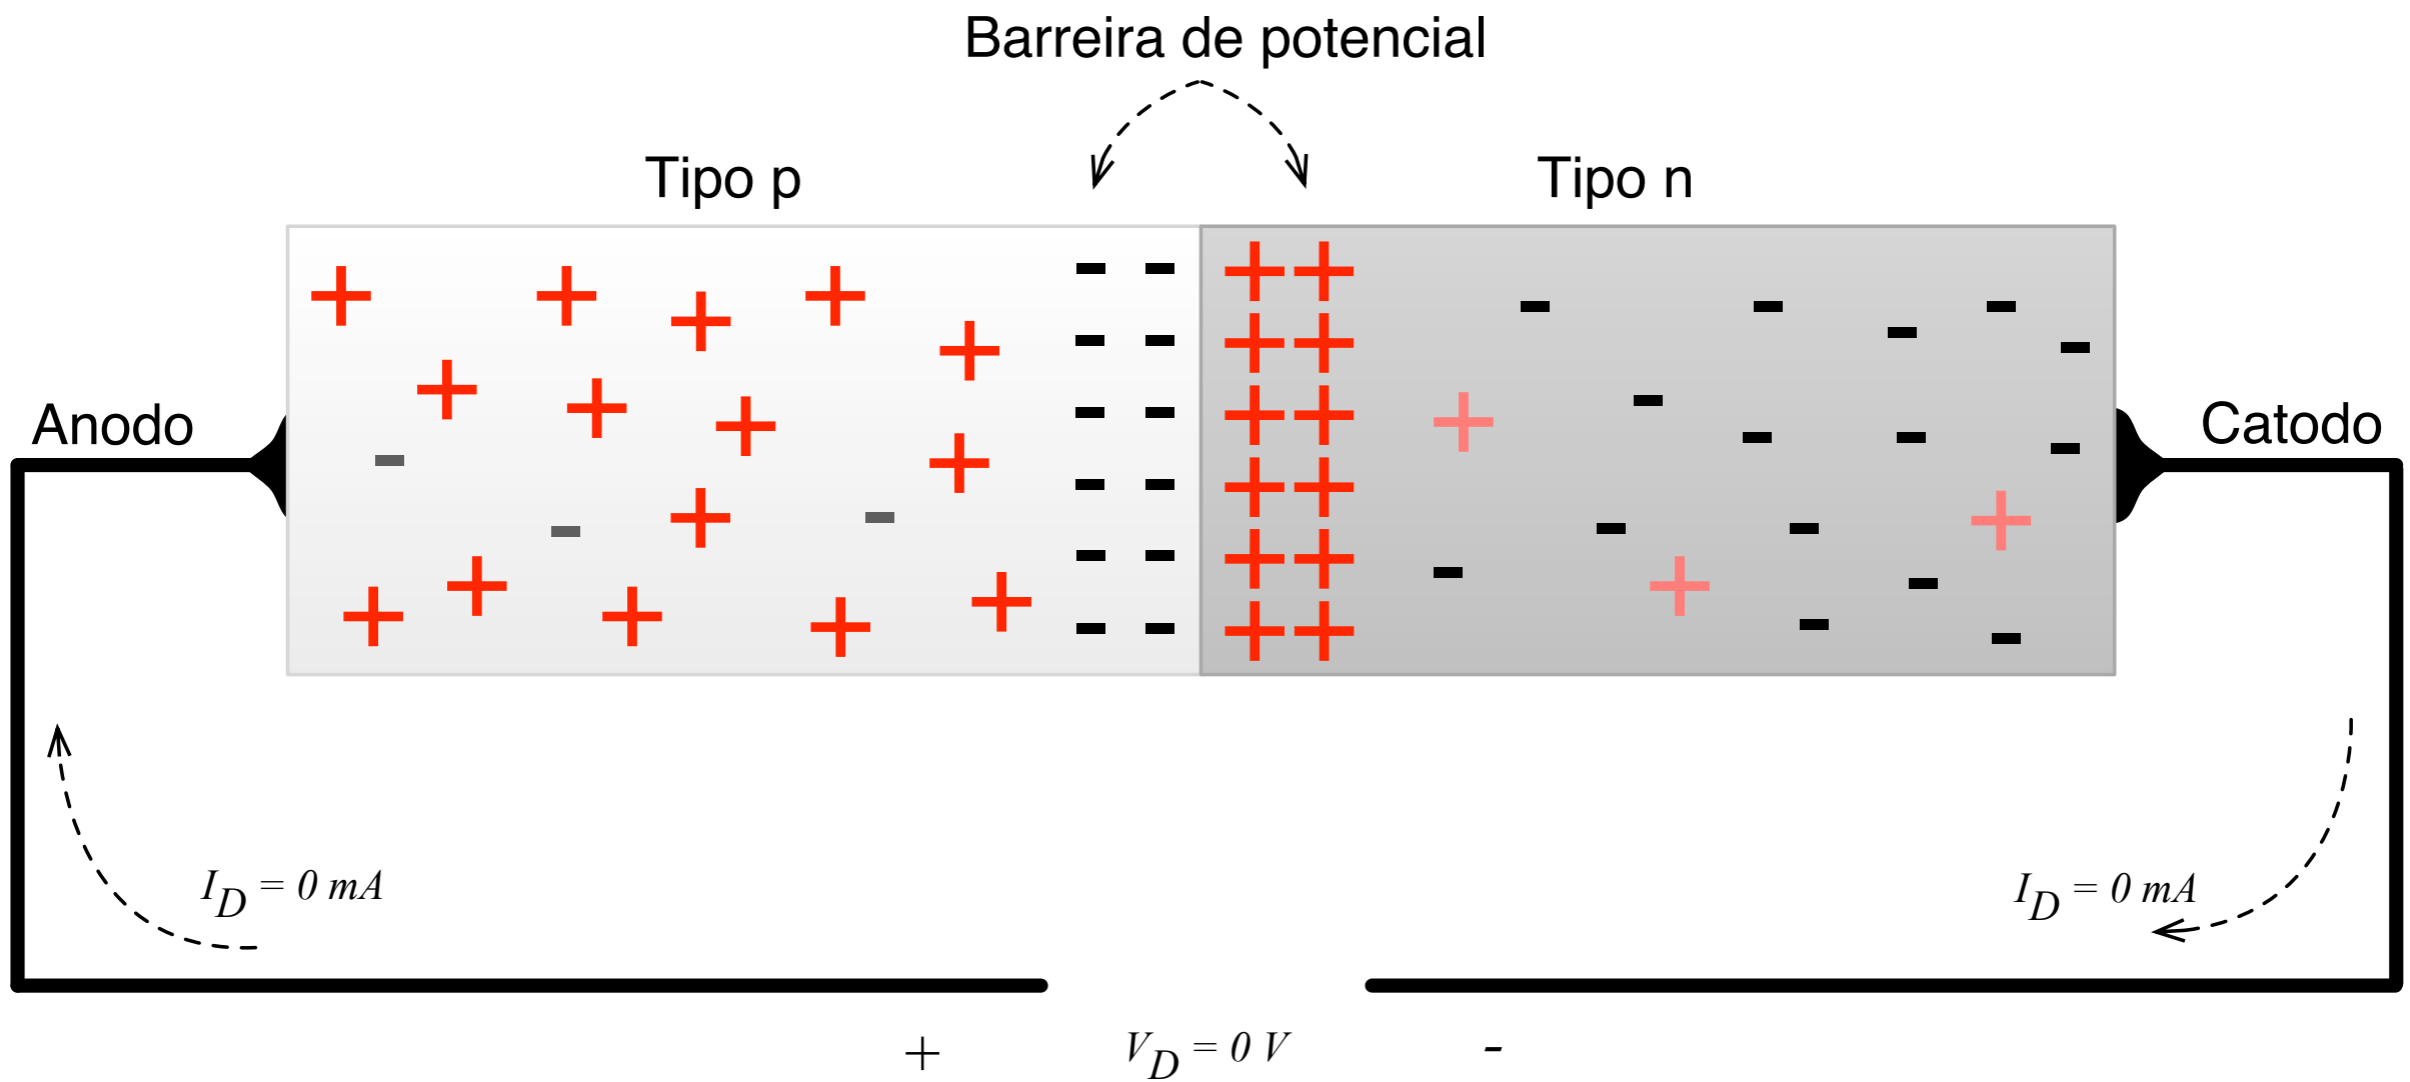 Barreira de potencial
Tipo p
Tipo n
Anodo
Catodo
I_D = 0 mA
I_D = 0 mA
+ V_D = 0 V -